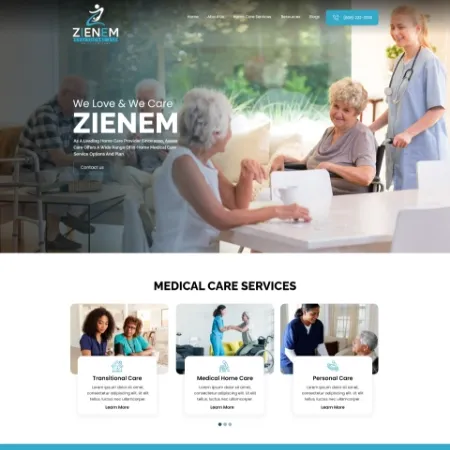 ZIENEM
Home
About Us
Home Care Services
Resources
Blogs
We Love & We Care
ZIENEM
As A Leading Home Care Provider
Care Offers A Wide Range Of In Home Medical Care
Service Options And Plan.
Contact us
MEDICAL CARE SERVICES
Transitional Care
Lorem ipsum dolor sit amet,
consectetur adipiscing elit. Ut elit
tellus, luctus nec ullamcorper
Learn More
Medical Home Care
Lorem ipsum dolor sit amet,
consectetur adipiscing elit. Ut elit
tellus, luctus nec ullamcorper
Learn More
Personal Care
Lorem ipsum dolor sit amet,
consectetur adipiscing elit. Ut elit
tellus, luctus nec ullamcorper
Learn More